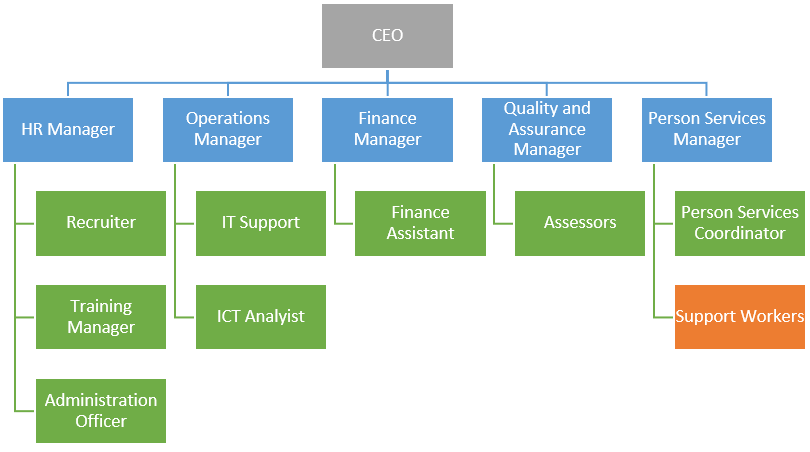 CEO
HR Manager
Operations
Manager
Finance
Manager
Quality and
Assurance
Manager
Person Services
Manager
Recruiter
IT Support
Finance
Assistant
Assessors
Person Services
Coordinator
Training
Manager
ICT Analyist
Support Workers
Administration
Officer